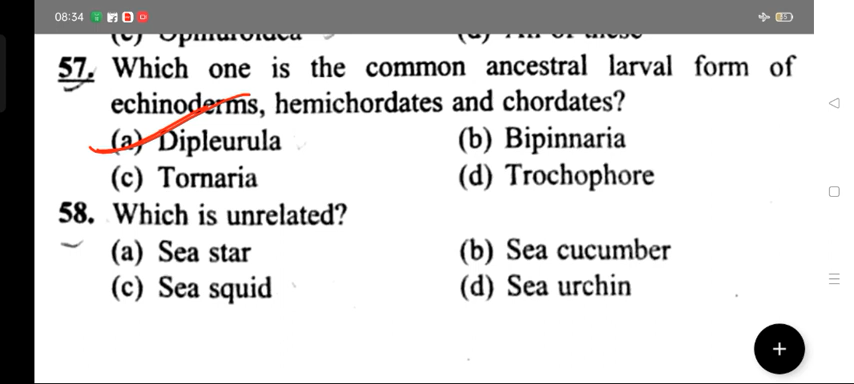 08:34
57. Which one is the common ancestral larval form of
echinoderms, hemichordates and chordates?
(a) Dipleurula (b) Bipinnaria
(c) Tornaria (d) Trochophore
58. Which is unrelated?
(a) Sea star (b) Sea cucumber
(c) Sea squid (d) Sea urchin
+